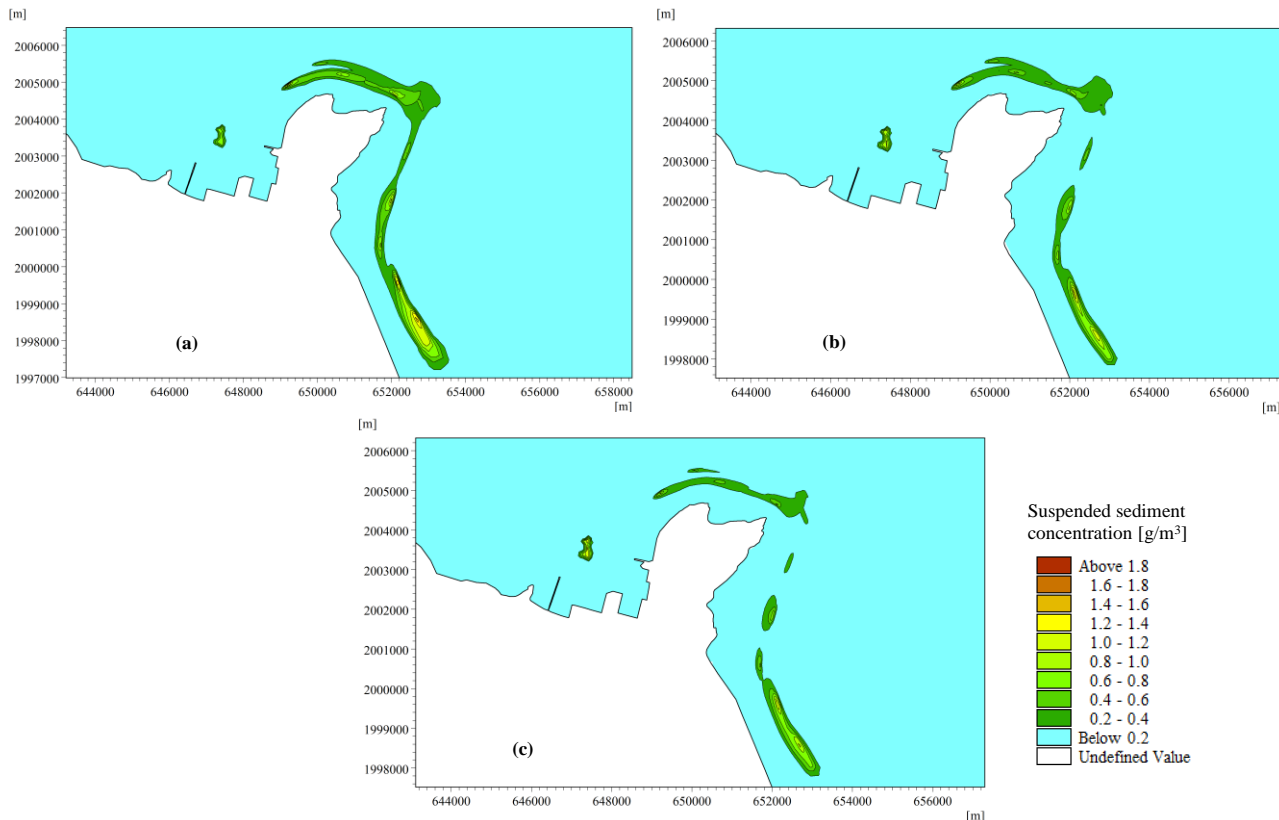 [m]
2006000
2005000
2004000
2003000
2002000
2001000
2000000
1999000
1998000
1997000
(a)
644000 646000 648000 650000 652000 654000 656000 658000
[m]
[m]
2006000
2005000
2004000
2003000
2002000
2001000
2000000
1999000
1998000
(b)
644000 646000 648000 650000 652000 654000 656000
[m]
[m]
2006000
2005000
2004000
2003000
2002000
2001000
2000000
1999000
1998000
(c)
644000 646000 648000 650000 652000 654000 656000
[m]
Suspended sediment
concentration [g/m³]
Above 1.8
1.6 - 1.8
1.4 - 1.6
1.2 - 1.4
1.0 - 1.2
0.8 - 1.0
0.6 - 0.8
0.4 - 0.6
0.2 - 0.4
Below 0.2
Undefined Value